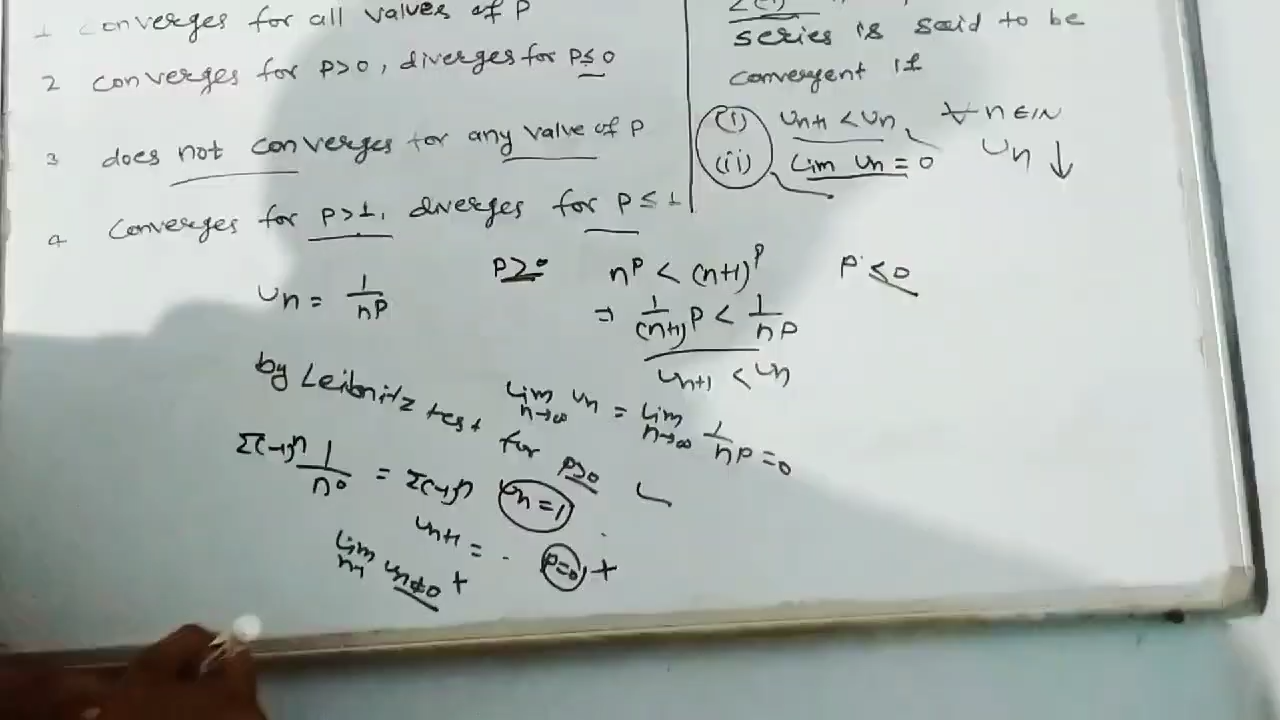 1 converges for all values of P
2 converges for P>0, diverges for P≤0
3 does not converges for any value of P
4 converges for P>1, diverges for P≤1
series is said to be
convergent if
(i) Un+1 < Un, ∀ n ∈ IN
(ii) Lim Un = 0 Un ↓
Un = 1/n^P
P≥0 n^P < (n+1)^P P≤0
⇒ 1/(n+1)^P < 1/n^P
Un+1 < Un
by Leibnitz test for P>0
Lim n→∞ Un = Lim n→∞ 1/n^P = 0
Σ(-1)^n 1/n^0 = Σ(-1)^n Un=1
Un+1 = P=0
Lim Un≠0